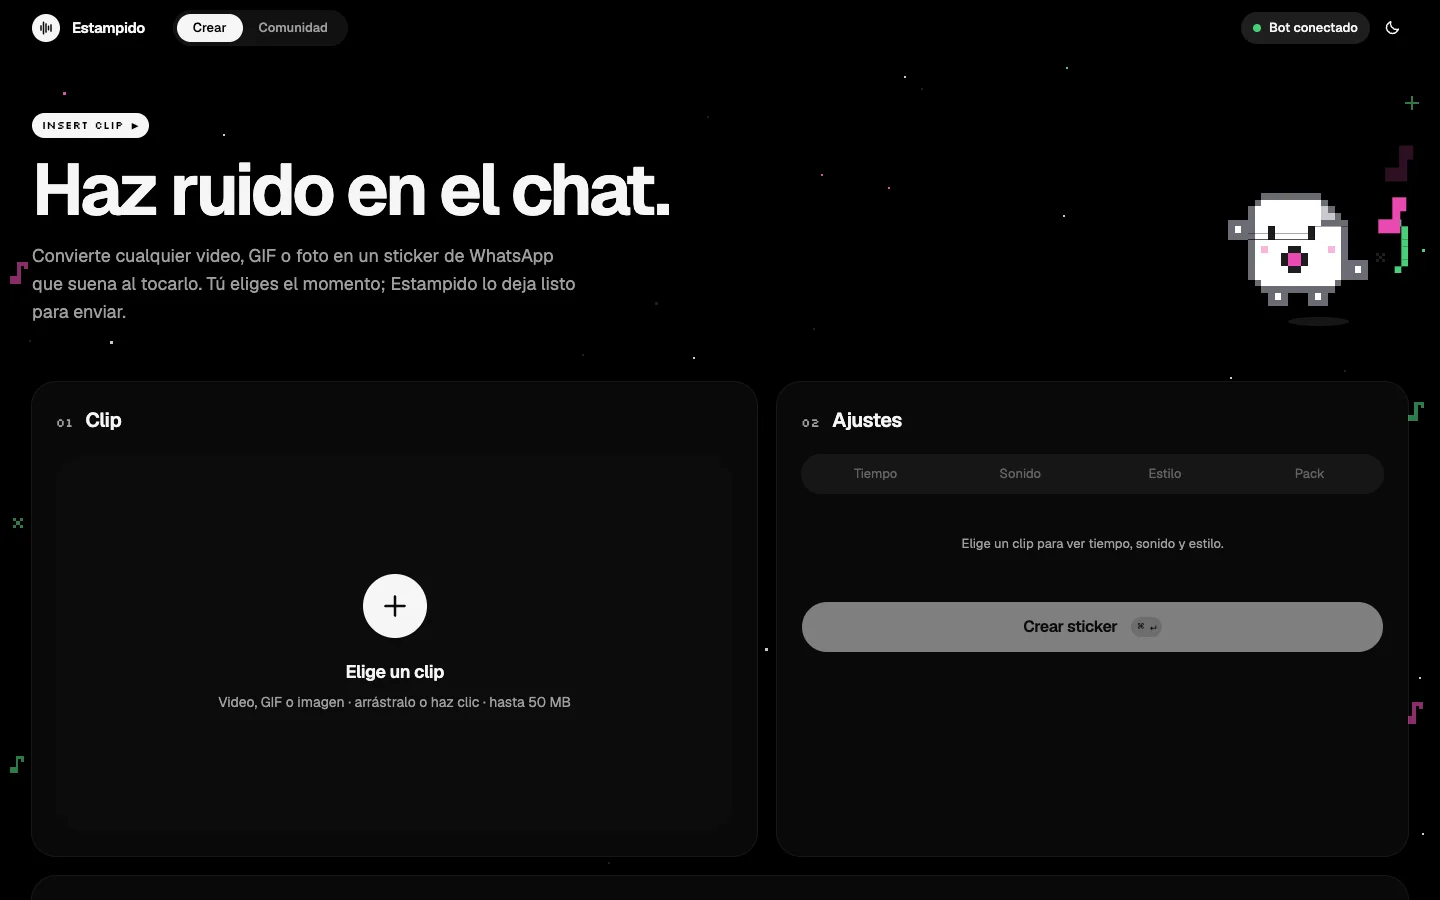 Estampido
Crear
Comunidad
Bot conectado
INSERT CLIP ▶
Haz ruido en el chat.
Convierte cualquier video, GIF o foto en un sticker de WhatsApp
que suena al tocarlo. Tú eliges el momento; Estampido lo deja listo
para enviar.
01 Clip
Elige un clip
Video, GIF o imagen · arrástralo o haz clic · hasta 50 MB
02 Ajustes
Tiempo
Sonido
Estilo
Pack
Elige un clip para ver tiempo, sonido y estilo.
Crear sticker ⌘ ↵